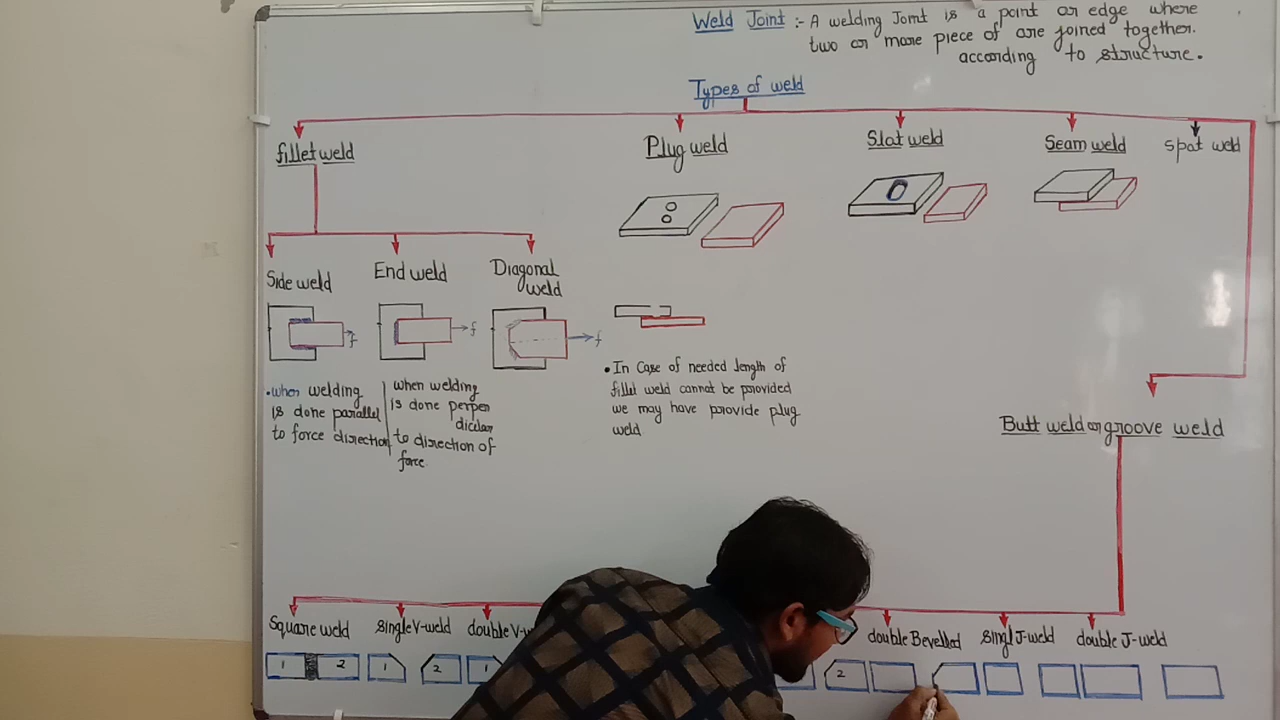 Weld Joint :- A welding Joint is a point or edge where
two or more piece of are joined together.
according to structure.
Types of weld
fillet weld
Plug weld
Slot weld
Seam weld
spot weld
Side weld
End weld
Diagonal
weld
f
f
f
• when welding
is done parallel
to force direction
when welding
is done perpen
dicular
to direction of
force
• In Case of needed length of
fillet weld cannot be porovided
we may have porovide plug
weld
Butt weld or groove weld
Square weld
single V-weld
double V-w
double Bevelled
single J-weld
double J-weld
1
2
1
2
1
2